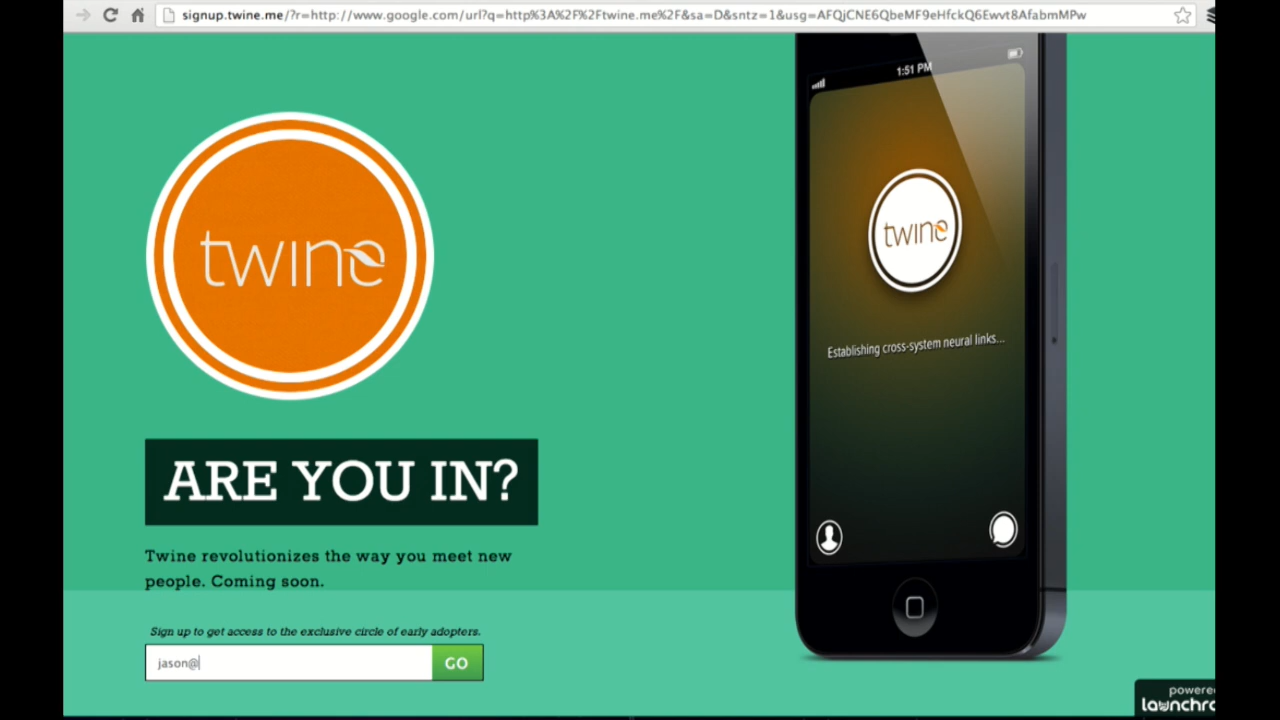 signup.twine.me/?r=http://www.google.com/url?q=http%3A%2F%2Ftwine.me%2F&sa=D&sntz=1&usg=AFQjCNE6QbeMF9eHfckQ6Ewvt8AfabmMPw
1:51 PM
twine
twine
Establishing cross-system neural links...
ARE YOU IN?
Twine revolutionizes the way you meet new
people. Coming soon.
Sign up to get access to the exclusive circle of early adopters.
jason@
GO
powere
launchro